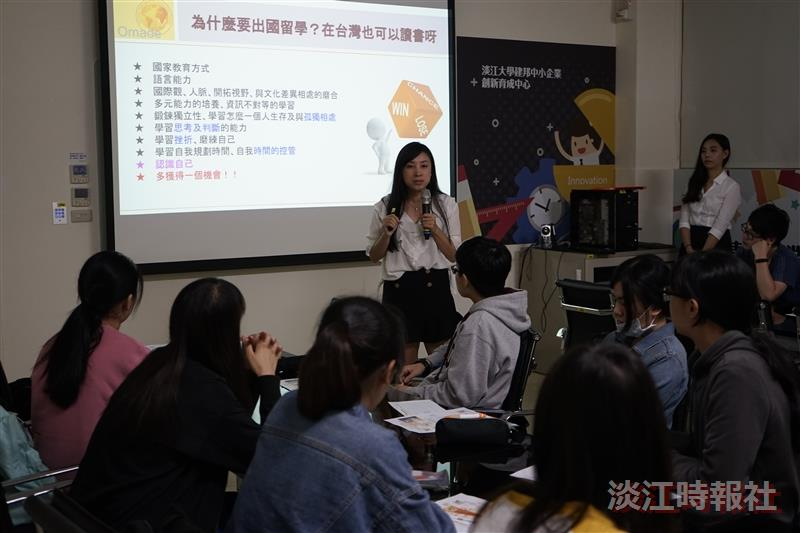 Omade
為什麼要出國留學？在台灣也可以讀書呀
★ 國家教育方式
★ 語言能力
★ 國際觀、人脈、開拓視野、與文化差異相處的磨合
★ 多元能力的培養、資訊不對等的學習
★ 鍛鍊獨立性、學習怎麼一個人生存及與孤獨相處
★ 學習思考及判斷的能力
★ 學習挫折、磨練自己
★ 學習自我規劃時間、自我時間的控管
★ 認識自己
★ 多獲得一個機會！！
CHANCE
WIN
LOSE
淡江大學建邦中小企業
創新育成中心
Innovation
淡江時報社